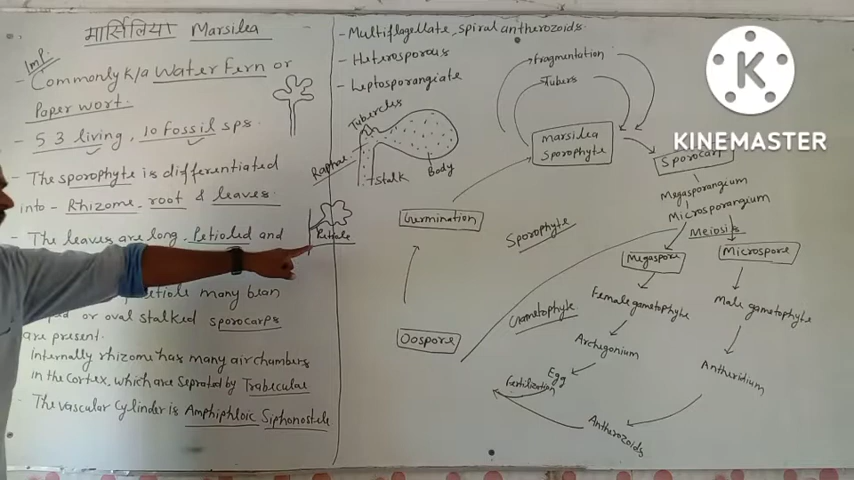 मार्सिलिया Marsilea
Imp.
- Commonly k/a Water Fern or
Paper wort.
- 53 living, 10 Fossil sps.
- The sporophyte is differentiated
into - Rhizome, root & leaves.
- The leaves are long, Petioled and
petiole many bean
or oval stalked sporocarps
are present.
Internally rhizome has many air chambers
in the cortex, which are seprated by Trabeculae
- The vascular cylinder is Amphiphloic Siphonostele
- Multiflagellate, spiral antherozoids.
- Heterosporous
- Leptosporangiate
Tubercles
Raphae
Stalk
Body
Petiole
fragmentation
Tubers
Marsilea
Sporophyte
Sporocarp
Megasporangium
Microsporangium
Meiosis
Megaspore
Microspore
Female gametophyte
Male gametophyte
Archegonium
Antheridium
Egg
Fertilization
Antherozoids
Oospore
Germination
Sporophyte
Gametophyte
K
KINEMASTER